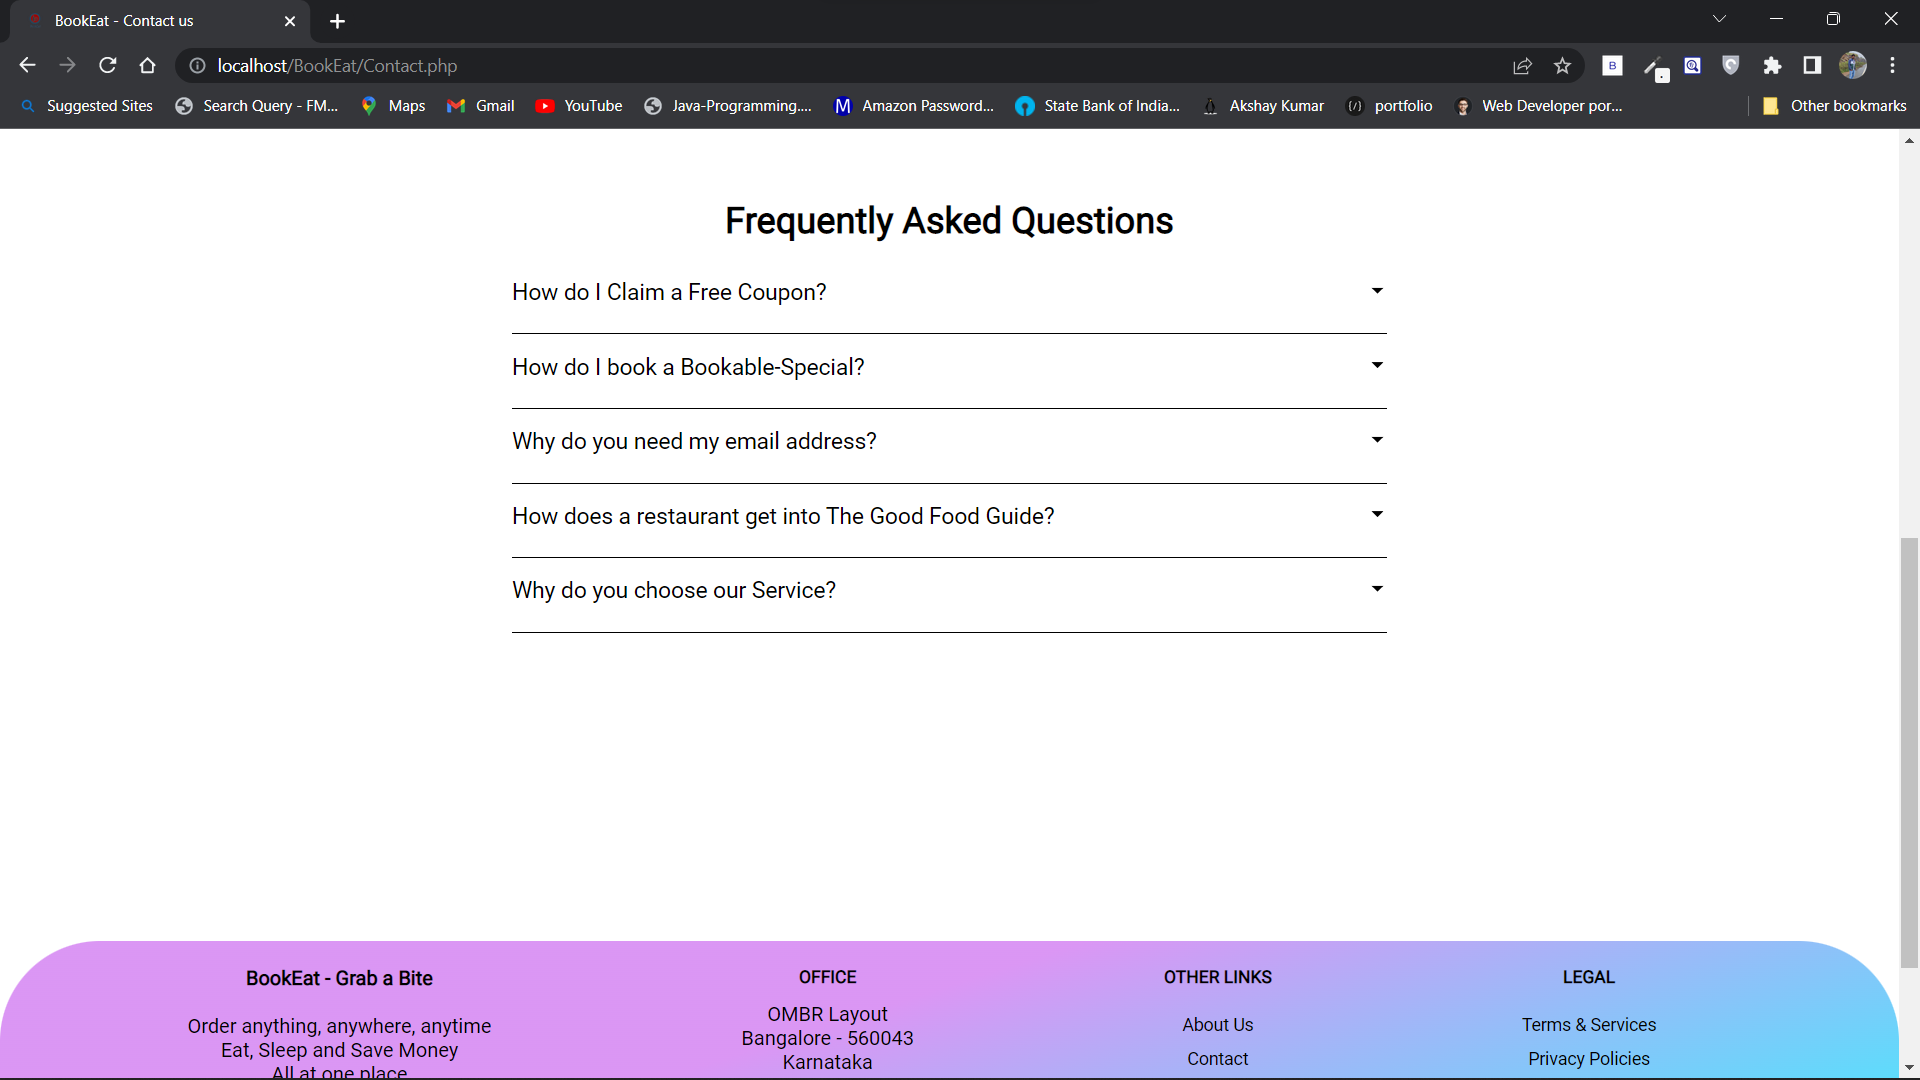 BookEat - Contact us
localhost/BookEat/Contact.php
B
Suggested Sites
Search Query - FM...
Maps
Gmail
YouTube
Java-Programming....
M
Amazon Password...
State Bank of India...
Akshay Kumar
portfolio
Web Developer por...
Other bookmarks
Frequently Asked Questions
How do I Claim a Free Coupon?
How do I book a Bookable-Special?
Why do you need my email address?
How does a restaurant get into The Good Food Guide?
Why do you choose our Service?
BookEat - Grab a Bite
Order anything, anywhere, anytime
Eat, Sleep and Save Money
All at one place
OFFICE
OMBR Layout
Bangalore - 560043
Karnataka
OTHER LINKS
About Us
Contact
LEGAL
Terms & Services
Privacy Policies